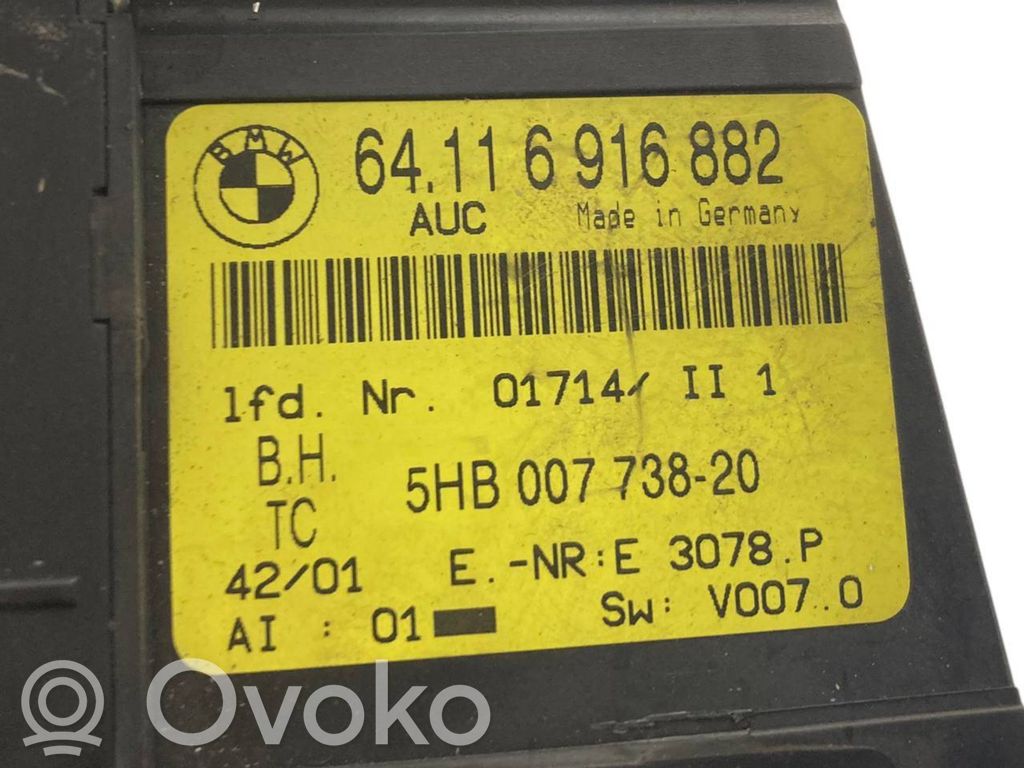 BMW
64.11 6 916 882
AUC Made in Germany
lfd. Nr. 01714/ II 1
B.H.
TC 5HB 007 738-20
42/01 E.-NR:E 3078.P
AI : 01 Sw: V007.0
Ovoko